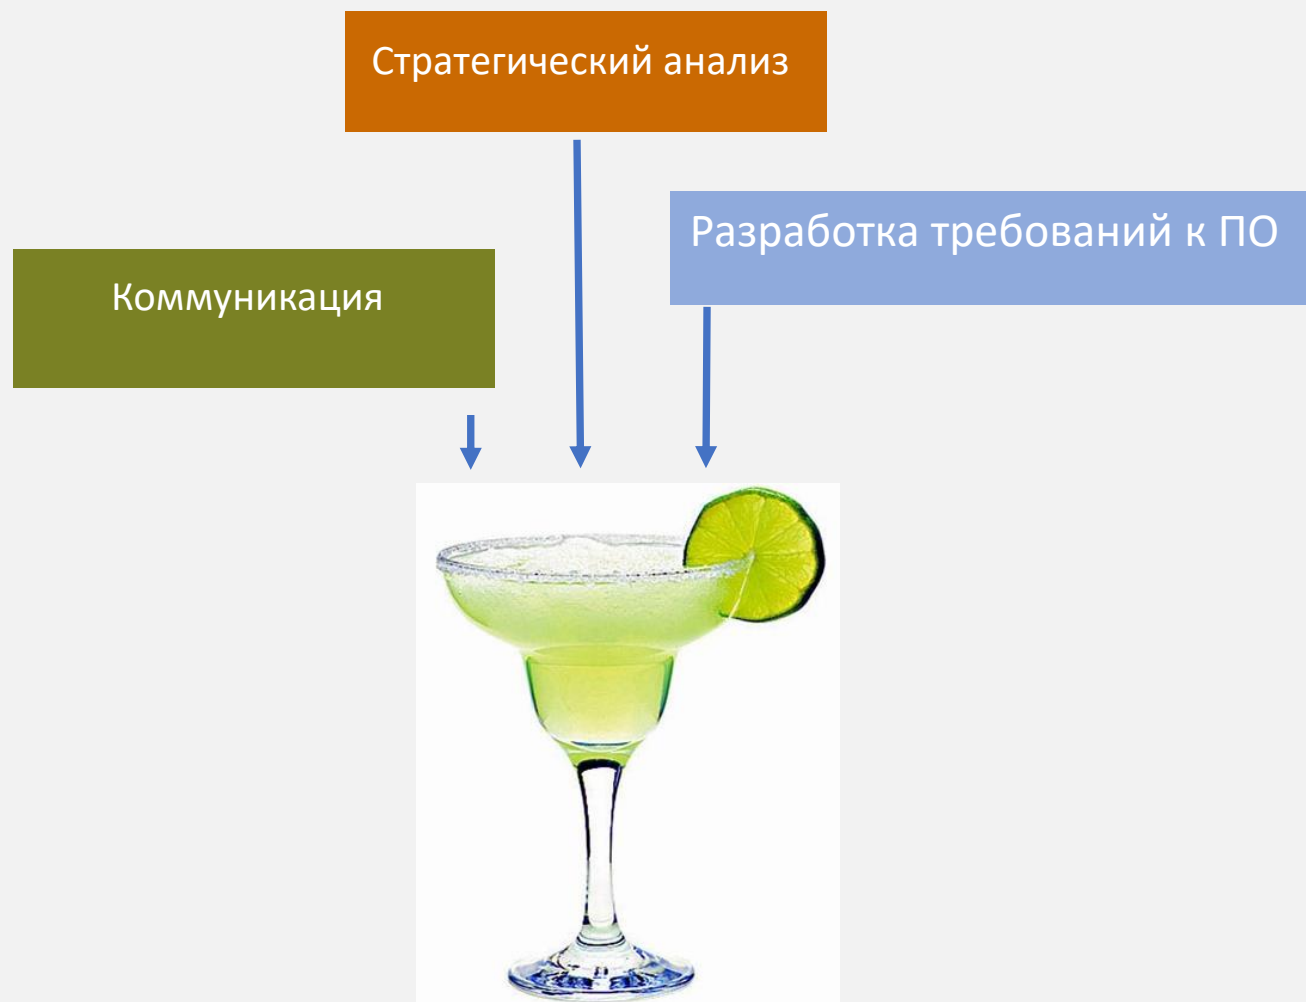 Стратегический анализ
Разработка требований к ПО
Коммуникация